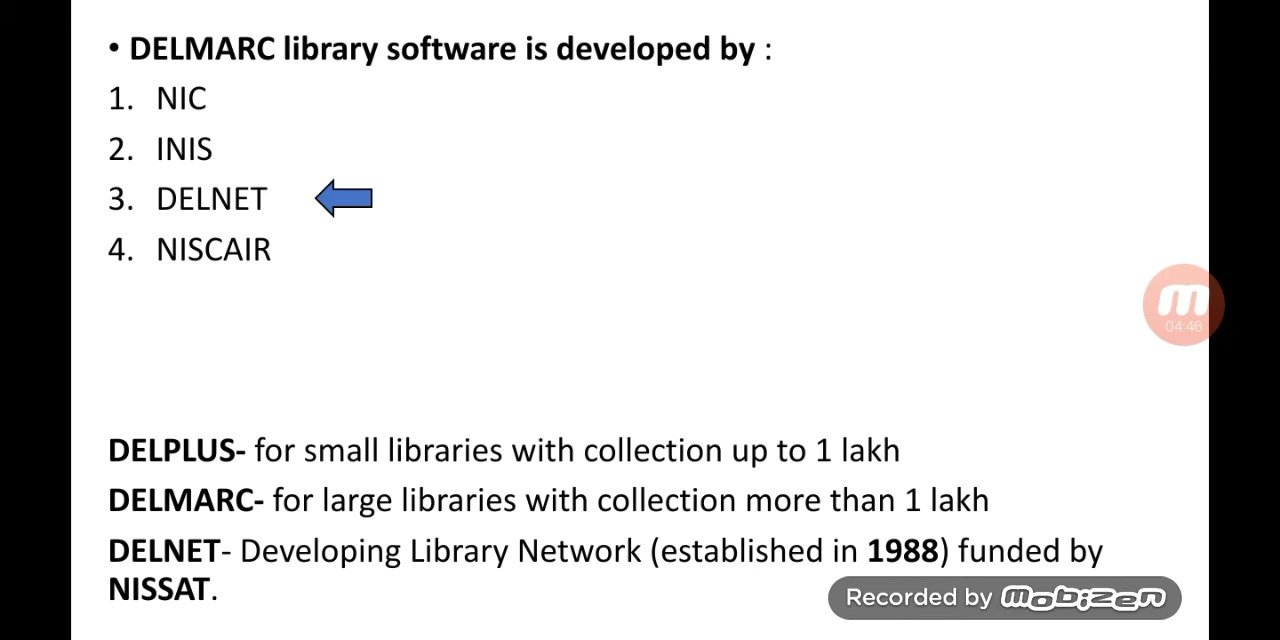 • DELMARC library software is developed by :
1. NIC
2. INIS
3. DELNET
4. NISCAIR
04:46
DELPLUS- for small libraries with collection up to 1 lakh
DELMARC- for large libraries with collection more than 1 lakh
DELNET- Developing Library Network (established in 1988) funded by
NISSAT.
Recorded by mobizen